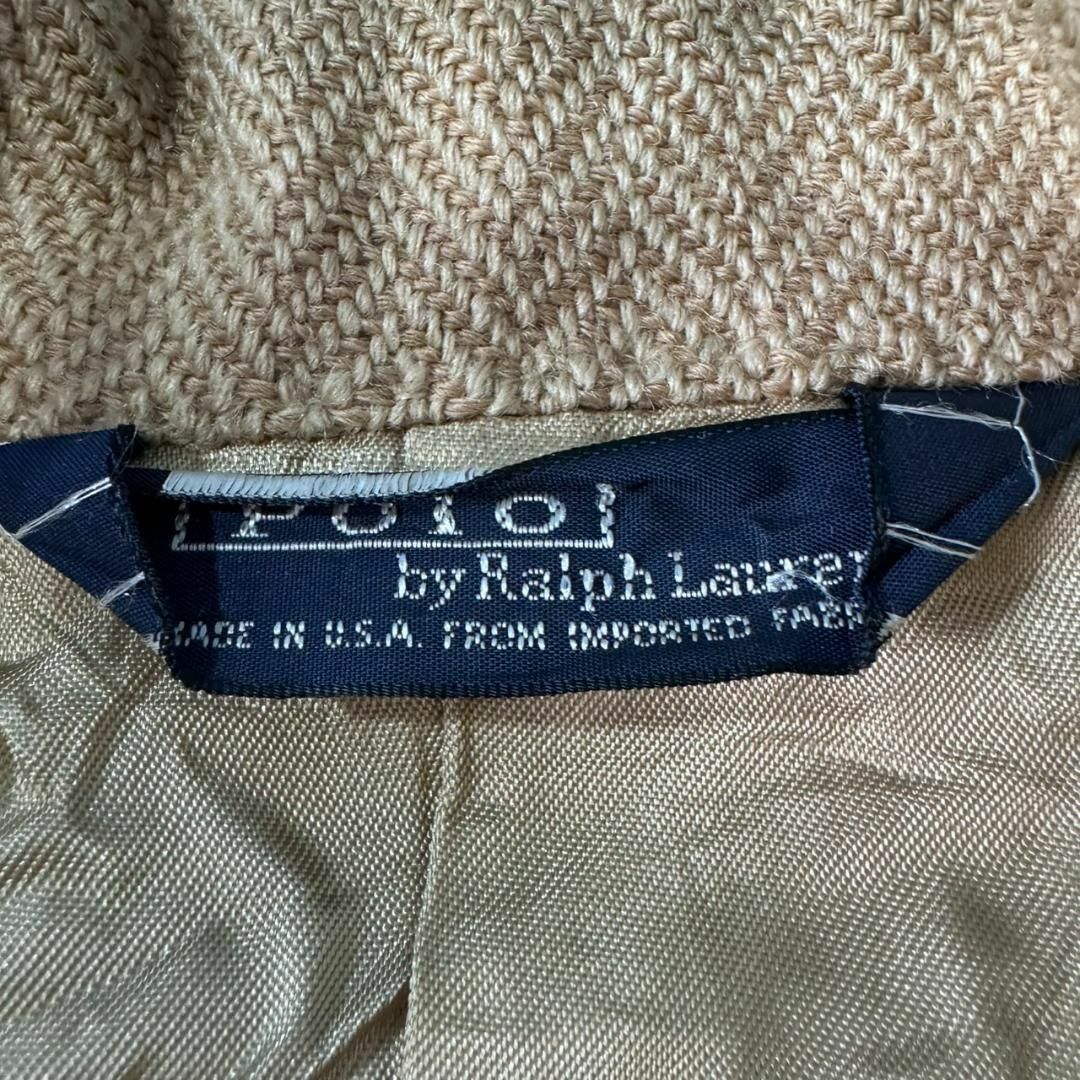 Polo
by Ralph Lauren
MADE IN U.S.A. FROM IMPORTED FABR